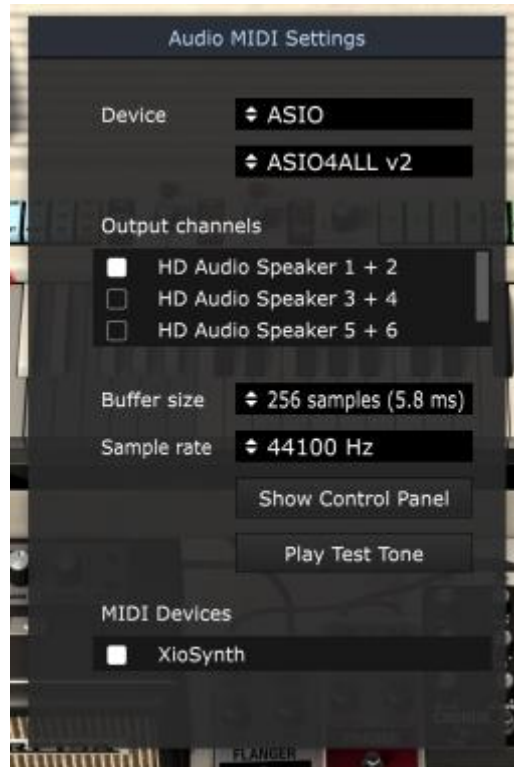 Audio MIDI Settings
Device ASIO
ASIO4ALL v2
Output channels
HD Audio Speaker 1 + 2
HD Audio Speaker 3 + 4
HD Audio Speaker 5 + 6
Buffer size 256 samples (5.8 ms)
Sample rate 44100 Hz
Show Control Panel
Play Test Tone
MIDI Devices
XioSynth
FLANGER